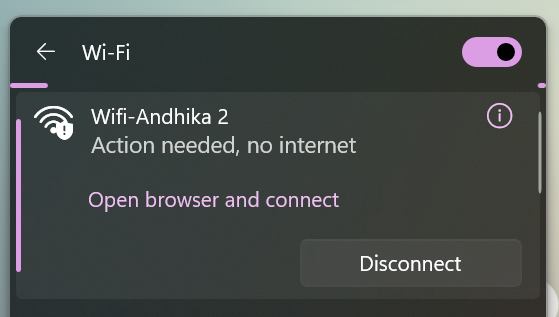 Wi-Fi
Wifi-Andhika 2
Action needed, no internet
Open browser and connect
Disconnect